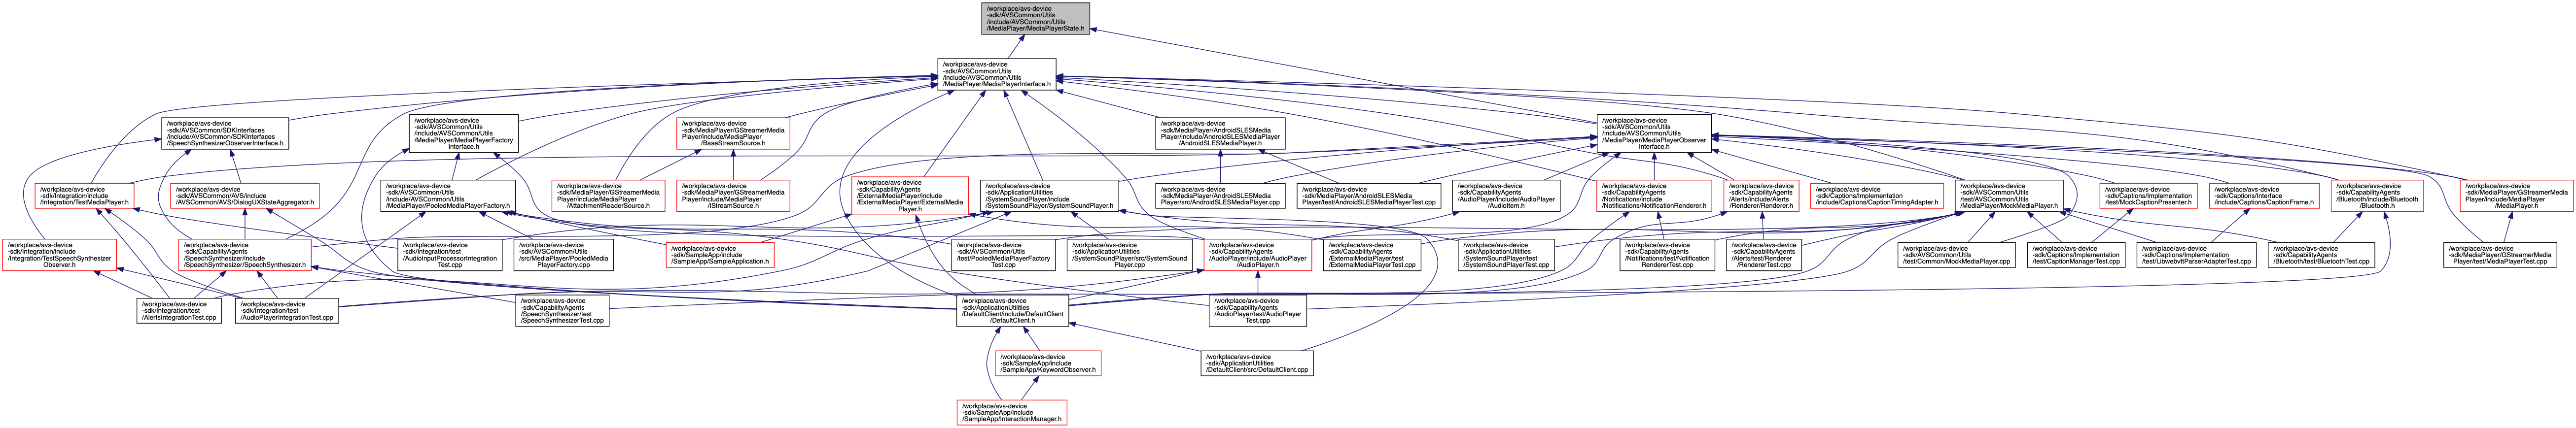 /workplace/avs-device
-sdk/AVSCommon/Utils
/include/AVSCommon/Utils
/MediaPlayer/MediaPlayerState.h
/workplace/avs-device
-sdk/AVSCommon/Utils
/include/AVSCommon/Utils
/MediaPlayer/MediaPlayerInterface.h
/workplace/avs-device
-sdk/AVSCommon/SDKInterfaces
/include/AVSCommon/SDKInterfaces
/SpeechSynthesizerObserverInterface.h
/workplace/avs-device
-sdk/AVSCommon/Utils
/include/AVSCommon/Utils
/MediaPlayer/MediaPlayerFactory
Interface.h
/workplace/avs-device
-sdk/MediaPlayer/GStreamerMedia
Player/include/MediaPlayer
/BaseStreamSource.h
/workplace/avs-device
-sdk/MediaPlayer/AndroidSLESMedia
Player/include/AndroidSLESMediaPlayer
/AndroidSLESMediaPlayer.h
/workplace/avs-device
-sdk/AVSCommon/Utils
/include/AVSCommon/Utils
/MediaPlayer/MediaPlayerObserver
Interface.h
/workplace/avs-device
-sdk/Integration/include
/Integration/TestMediaPlayer.h
/workplace/avs-device
-sdk/AVSCommon/AVS/include
/AVSCommon/AVS/DialogUXStateAggregator.h
/workplace/avs-device
-sdk/AVSCommon/Utils
/include/AVSCommon/Utils
/MediaPlayer/PooledMediaPlayerFactory.h
/workplace/avs-device
-sdk/MediaPlayer/GStreamerMedia
Player/include/MediaPlayer
/AttachmentReaderSource.h
/workplace/avs-device
-sdk/MediaPlayer/GStreamerMedia
Player/include/MediaPlayer
/IStreamSource.h
/workplace/avs-device
-sdk/CapabilityAgents
/ExternalMediaPlayer/include
/ExternalMediaPlayer/ExternalMedia
Player.h
/workplace/avs-device
-sdk/ApplicationUtilities
/SystemSoundPlayer/include
/SystemSoundPlayer/SystemSoundPlayer.h
/workplace/avs-device
-sdk/MediaPlayer/AndroidSLESMedia
Player/src/AndroidSLESMediaPlayer.cpp
/workplace/avs-device
-sdk/MediaPlayer/AndroidSLES
MediaPlayer/test/AndroidSLESMediaPlayerTest.cpp
/workplace/avs-device
-sdk/CapabilityAgents
/AudioPlayer/include/AudioPlayer
/AudioItem.h
/workplace/avs-device
-sdk/CapabilityAgents
/Notifications/include
/Notifications/NotificationRenderer.h
/workplace/avs-device
-sdk/CapabilityAgents
/Alerts/include/Alerts
/Renderer/Renderer.h
/workplace/avs-device
-sdk/Captions/Implementation
/include/Captions/CaptionTimingAdapter.h
/workplace/avs-device
-sdk/AVSCommon/Utils
/test/AVSCommon/Utils
/MediaPlayer/MockMediaPlayer.h
/workplace/avs-device
-sdk/Captions/Implementation
/test/MockCaptionPresenter.h
/workplace/avs-device
-sdk/Captions/Interface
/include/Captions/CaptionFrame.h
/workplace/avs-device
-sdk/CapabilityAgents
/Bluetooth/include/Bluetooth
/Bluetooth.h
/workplace/avs-device
-sdk/MediaPlayer/GStreamerMedia
Player/include/MediaPlayer
/MediaPlayer.h
/workplace/avs-device
-sdk/Integration/include
/Integration/TestSpeechSynthesizer
Observer.h
/workplace/avs-device
-sdk/CapabilityAgents
/SpeechSynthesizer/include
/SpeechSynthesizer/SpeechSynthesizer.h
/workplace/avs-device
-sdk/Integration/test
/AudioInputProcessorIntegration
Test.cpp
/workplace/avs-device
-sdk/AVSCommon/Utils
/src/MediaPlayer/PooledMedia
PlayerFactory.cpp
/workplace/avs-device
-sdk/SampleApp/include
/SampleApp/SampleApplication.h
/workplace/avs-device
-sdk/AVSCommon/Utils
/test/PooledMediaPlayerFactory
Test.cpp
/workplace/avs-device
-sdk/ApplicationUtilities
/SystemSoundPlayer/src/SystemSound
Player.cpp
/workplace/avs-device
-sdk/CapabilityAgents
/AudioPlayer/include/AudioPlayer
/AudioPlayer.h
/workplace/avs-device
-sdk/CapabilityAgents
/ExternalMediaPlayer/test
/ExternalMediaPlayerTest.cpp
/workplace/avs-device
-sdk/ApplicationUtilities
/SystemSoundPlayer/test
/SystemSoundPlayerTest.cpp
/workplace/avs-device
-sdk/CapabilityAgents
/Notifications/test/Notification
RendererTest.cpp
/workplace/avs-device
-sdk/CapabilityAgents
/Alerts/test/Renderer
/RendererTest.cpp
/workplace/avs-device
-sdk/AVSCommon/Utils
/test/Common/MockMediaPlayer.cpp
/workplace/avs-device
-sdk/Captions/Implementation
/test/CaptionManagerTest.cpp
/workplace/avs-device
-sdk/Captions/Implementation
/test/LibwebvttParserAdapterTest.cpp
/workplace/avs-device
-sdk/CapabilityAgents
/Bluetooth/test/BluetoothTest.cpp
/workplace/avs-device
-sdk/MediaPlayer/GStreamerMedia
Player/test/MediaPlayerTest.cpp
/workplace/avs-device
-sdk/Integration/test
/AlertsIntegrationTest.cpp
/workplace/avs-device
-sdk/Integration/test
/AudioPlayerIntegrationTest.cpp
/workplace/avs-device
-sdk/CapabilityAgents
/SpeechSynthesizer/test
/SpeechSynthesizerTest.cpp
/workplace/avs-device
-sdk/ApplicationUtilities
/DefaultClient/include/DefaultClient
/DefaultClient.h
/workplace/avs-device
-sdk/CapabilityAgents
/AudioPlayer/test/AudioPlayer
Test.cpp
/workplace/avs-device
-sdk/SampleApp/include
/SampleApp/KeywordObserver.h
/workplace/avs-device
-sdk/ApplicationUtilities
/DefaultClient/src/DefaultClient.cpp
/workplace/avs-device
-sdk/SampleApp/include
/SampleApp/InteractionManager.h